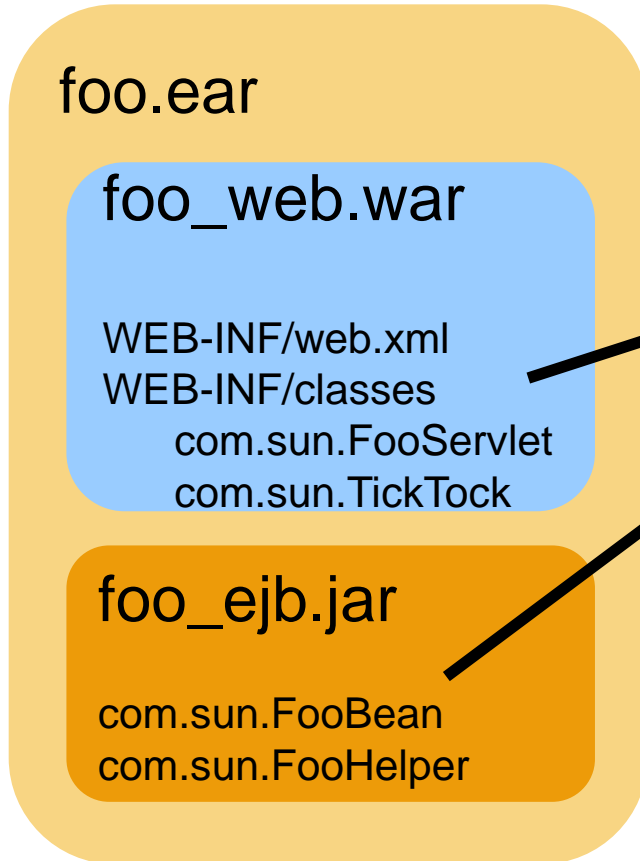 foo.ear
foo_web.war
WEB-INF/web.xml
WEB-INF/classes
com.sun.FooServlet
com.sun.TickTock
foo_ejb.jar
com.sun.FooBean
com.sun.FooHelper